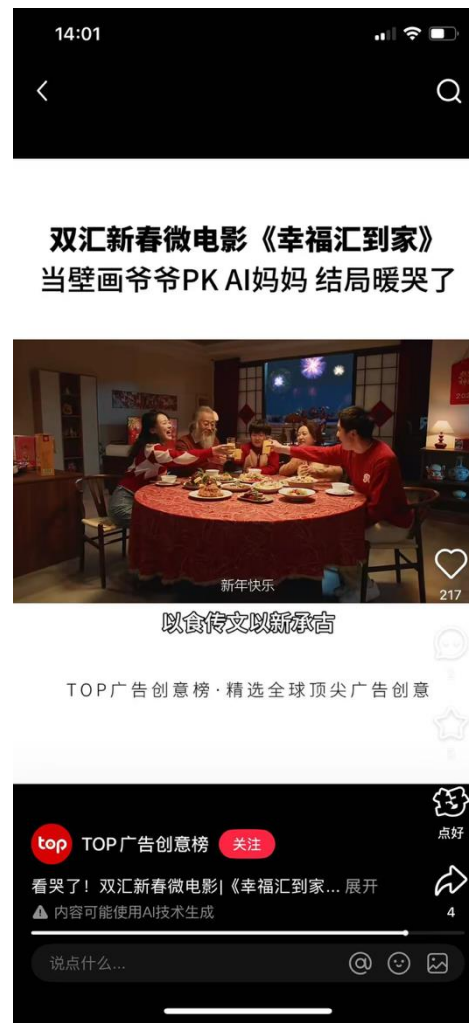 14:01
双汇新春微电影《幸福汇到家》
当壁画爷爷PK AI妈妈 结局暖哭了
新年快乐
217
以食传文以新承古
TOP广告创意榜·精选全球顶尖广告创意
点好
top TOP广告创意榜 关注
看哭了！双汇新春微电影|《幸福汇到家... 展开
内容可能使用AI技术生成
4
说点什么...